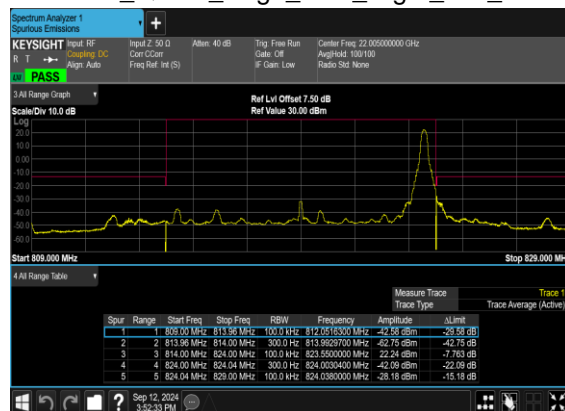 Spectrum Analyzer 1
Spurious Emissions
+
KEYSIGHT Input: RF Input Z: 50 Ω Atten: 40 dB Trig: Free Run Center Freq: 22.005000000 GHz
R T Coupling: DC Corr CCorr Gate: Off Avg|Hold: 100/100
Align: Auto Freq Ref: Int (S) IF Gain: Low Radio Std: None
PASS
3 All Range Graph
Ref Lvl Offset 7.50 dB
Scale/Div 10.0 dB Ref Value 30.00 dBm
Log
20.0
10.0
0.00
-10.0
-20.0
-30.0
-40.0
-50.0
-60.0
Start 809.000 MHz Stop 829.000 MH
4 All Range Table
Measure Trace Trace 1
Trace Type Trace Average (Active)
Spur Range Start Freq Stop Freq RBW Frequency Amplitude ΔLimit
1 1 809.00 MHz 813.96 MHz 100.0 kHz 812.0516300 MHz -42.58 dBm -29.58 dB
2 2 813.96 MHz 814.00 MHz 300.0 Hz 813.9929700 MHz -62.75 dBm -42.75 dB
3 3 814.00 MHz 824.00 MHz 100.0 kHz 823.5500000 MHz 22.24 dBm -7.763 dB
4 4 824.00 MHz 824.04 MHz 300.0 Hz 824.0030400 MHz -42.09 dBm -22.09 dB
5 5 824.04 MHz 829.00 MHz 100.0 kHz 824.0380000 MHz -28.18 dBm -15.18 dB
?
Sep 12, 2024
3:52:33 PM